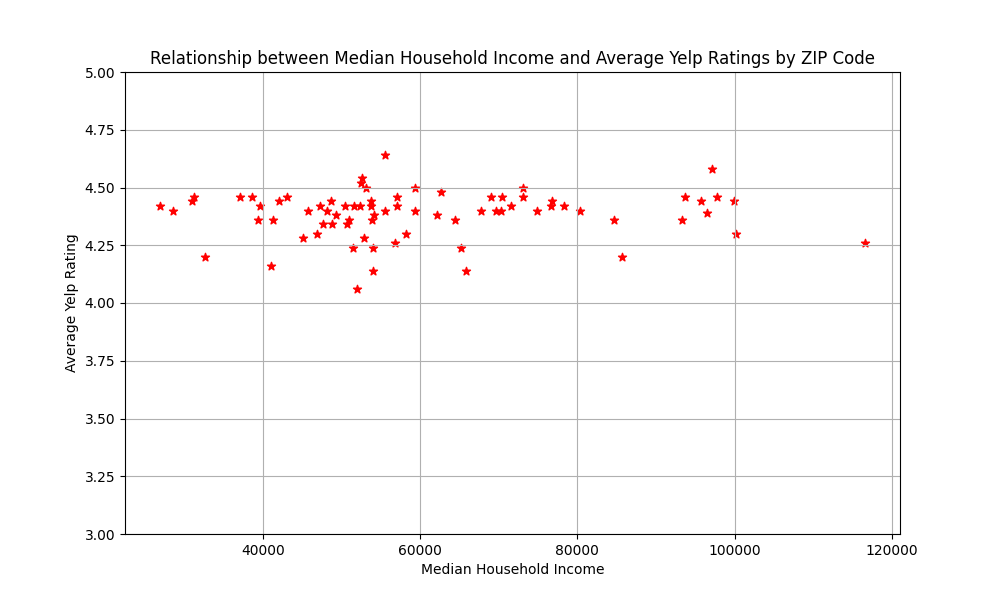 Relationship between Median Household Income and Average Yelp Ratings by ZIP Code
5.00
4.75
4.50
4.25
4.00
3.75
3.50
3.25
3.00
Average Yelp Rating
40000 60000 80000 100000 120000
Median Household Income